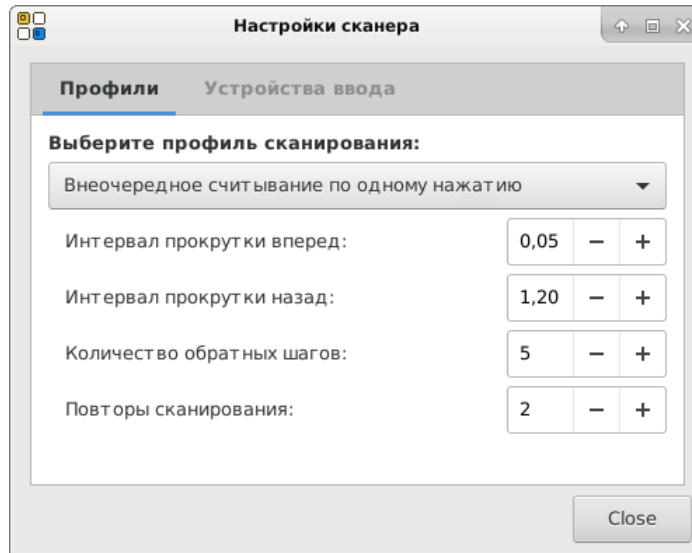 Настройки сканера
Профили Устройства ввода
Выберите профиль сканирования:
Внеочередное считывание по одному нажатию
Интервал прокрутки вперед: 0,05 − +
Интервал прокрутки назад: 1,20 − +
Количество обратных шагов: 5 − +
Повторы сканирования: 2 − +
Close